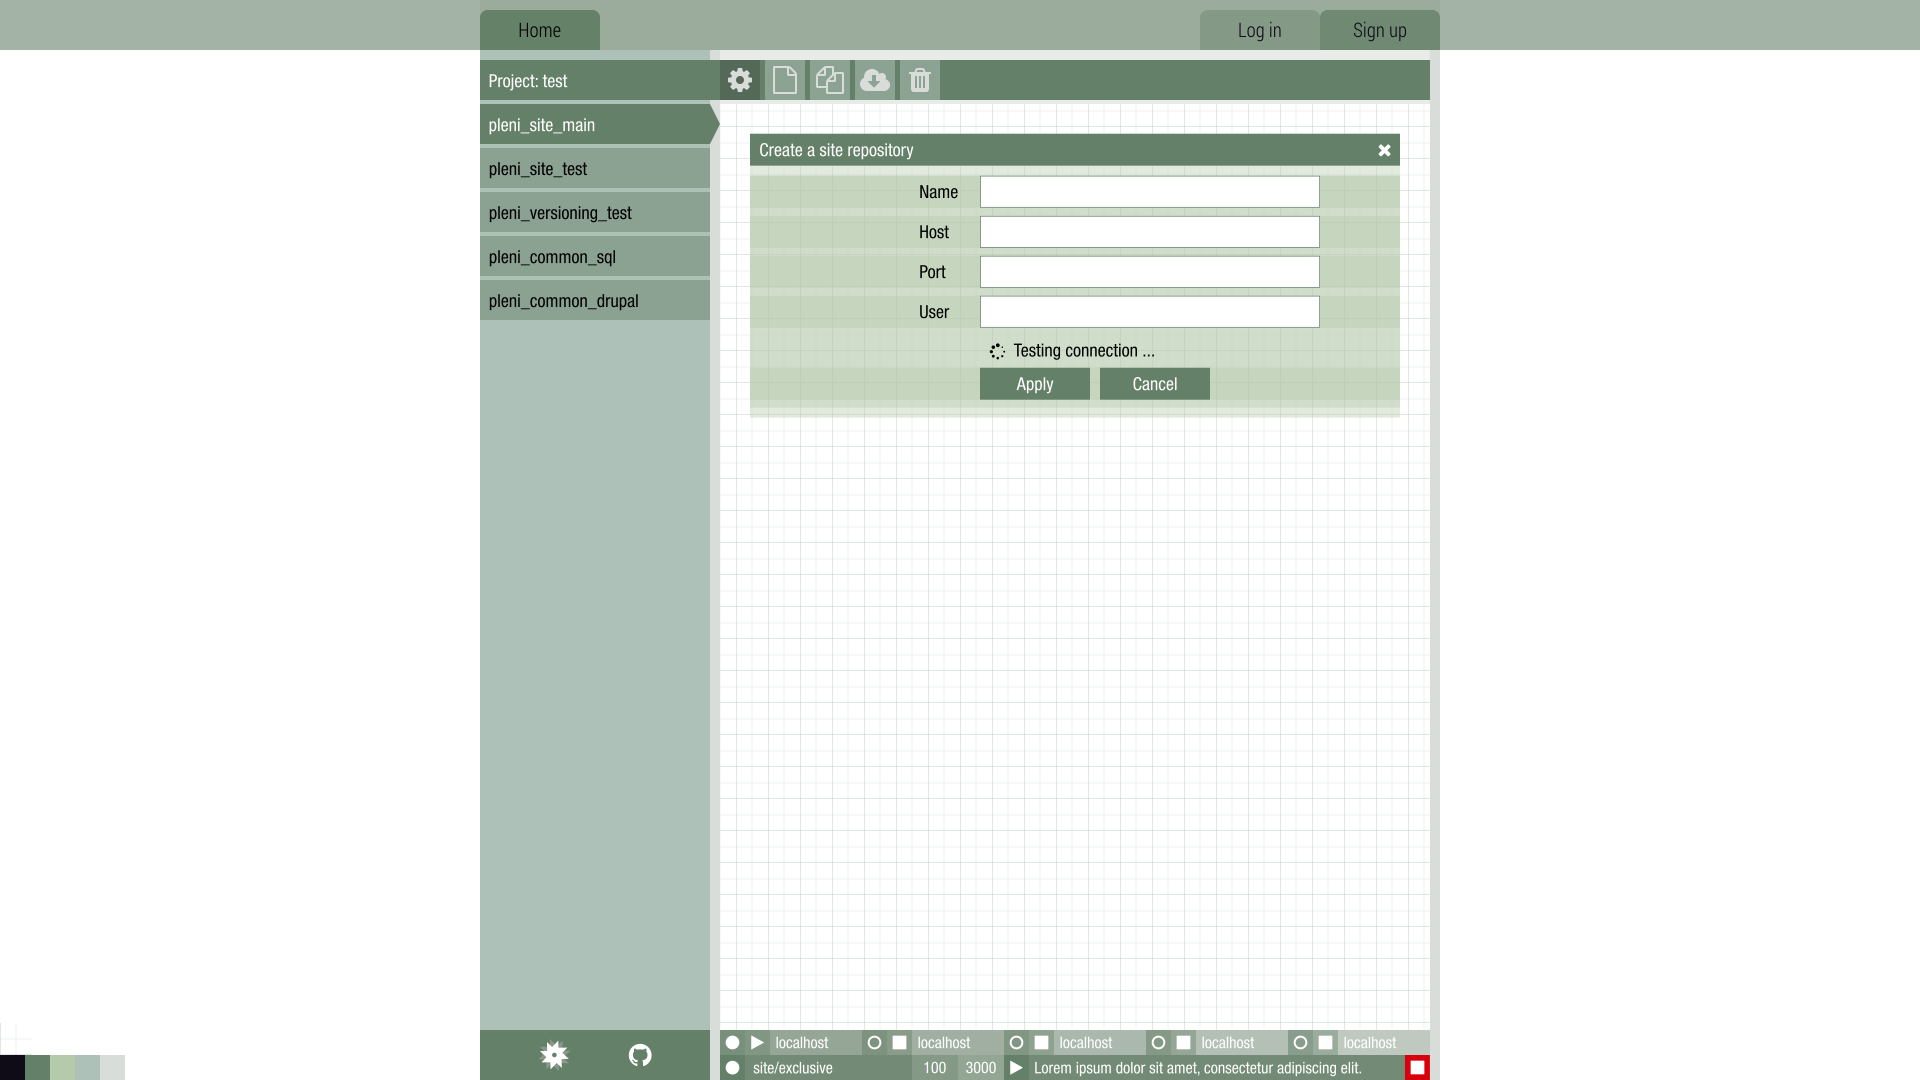 Home
Log in
Sign up
Project: test
pleni_site_main
pleni_site_test
pleni_versioning_test
pleni_common_sql
pleni_common_drupal
Create a site repository
Name
Host
Port
User
Testing connection ...
Apply
Cancel
localhost
localhost
localhost
localhost
localhost
site/exclusive
100
3000
Lorem ipsum dolor sit amet, consectetur adipiscing elit.